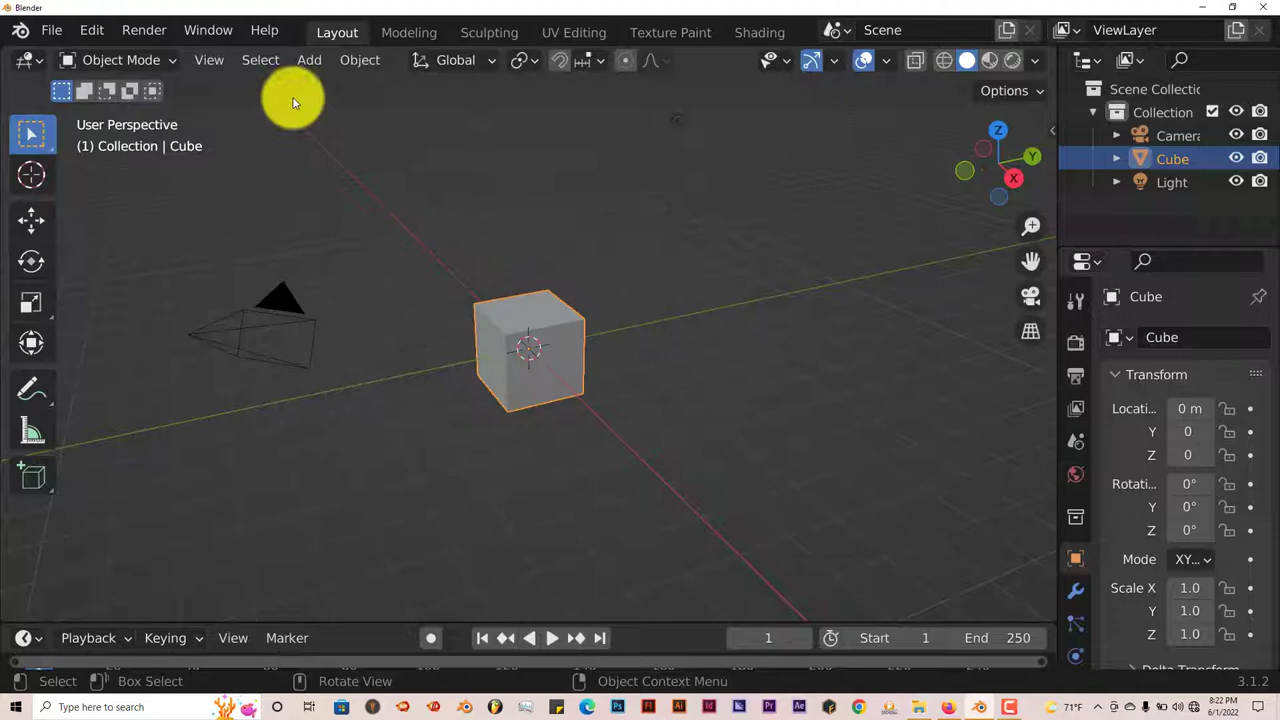 Blender
File Edit Render Window Help Layout Modeling Sculpting UV Editing Texture Paint Shading Scene ViewLayer
Object Mode View Select Add Object Global
Options
User Perspective
(1) Collection | Cube
Z
Y
X
Scene Collectic
Collection
Camera
Cube
Light
Cube
Cube
Transform
Locati... 0 m
Y 0
Z 0
Rotati... 0°
Y 0°
Z 0°
Mode XY...
Scale X 1.0
Y 1.0
Z 1.0
Playback Keying View Marker 1 Start 1 End 250
Select Box Select Rotate View Object Context Menu 3.1.2
Type here to search 71°F 8:22 PM
6/1/2022